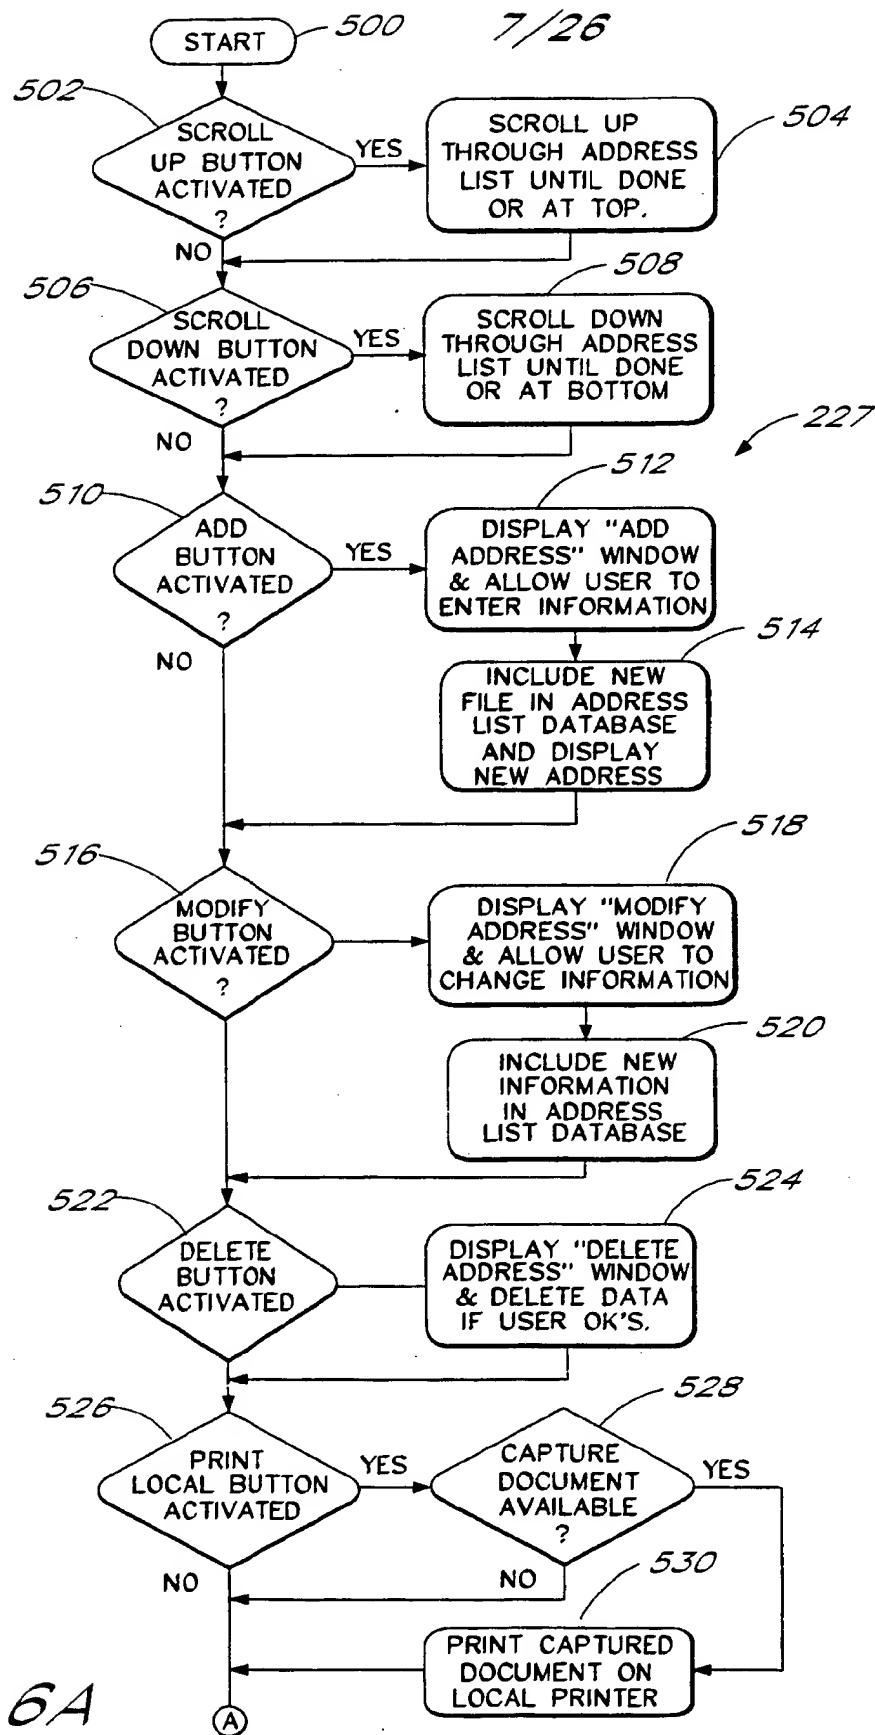 7/26
START
500
502
SCROLL
UP BUTTON
ACTIVATED
?
YES
SCROLL UP
THROUGH ADDRESS
LIST UNTIL DONE
OR AT TOP.
504
NO
506
SCROLL
DOWN BUTTON
ACTIVATED
?
YES
508
SCROLL DOWN
THROUGH ADDRESS
LIST UNTIL DONE
OR AT BOTTOM
NO
227
510
ADD
BUTTON
ACTIVATED
?
YES
512
DISPLAY "ADD
ADDRESS" WINDOW
& ALLOW USER TO
ENTER INFORMATION
NO
514
INCLUDE NEW
FILE IN ADDRESS
LIST DATABASE
AND DISPLAY
NEW ADDRESS
516
MODIFY
BUTTON
ACTIVATED
?
518
DISPLAY "MODIFY
ADDRESS" WINDOW
& ALLOW USER TO
CHANGE INFORMATION
520
INCLUDE NEW
INFORMATION
IN ADDRESS
LIST DATABASE
522
DELETE
BUTTON
ACTIVATED
524
DISPLAY "DELETE
ADDRESS" WINDOW
& DELETE DATA
IF USER OK'S.
526
PRINT
LOCAL BUTTON
ACTIVATED
YES
528
CAPTURE
DOCUMENT
AVAILABLE
?
YES
NO
NO
530
PRINT CAPTURED
DOCUMENT ON
LOCAL PRINTER
6A
A